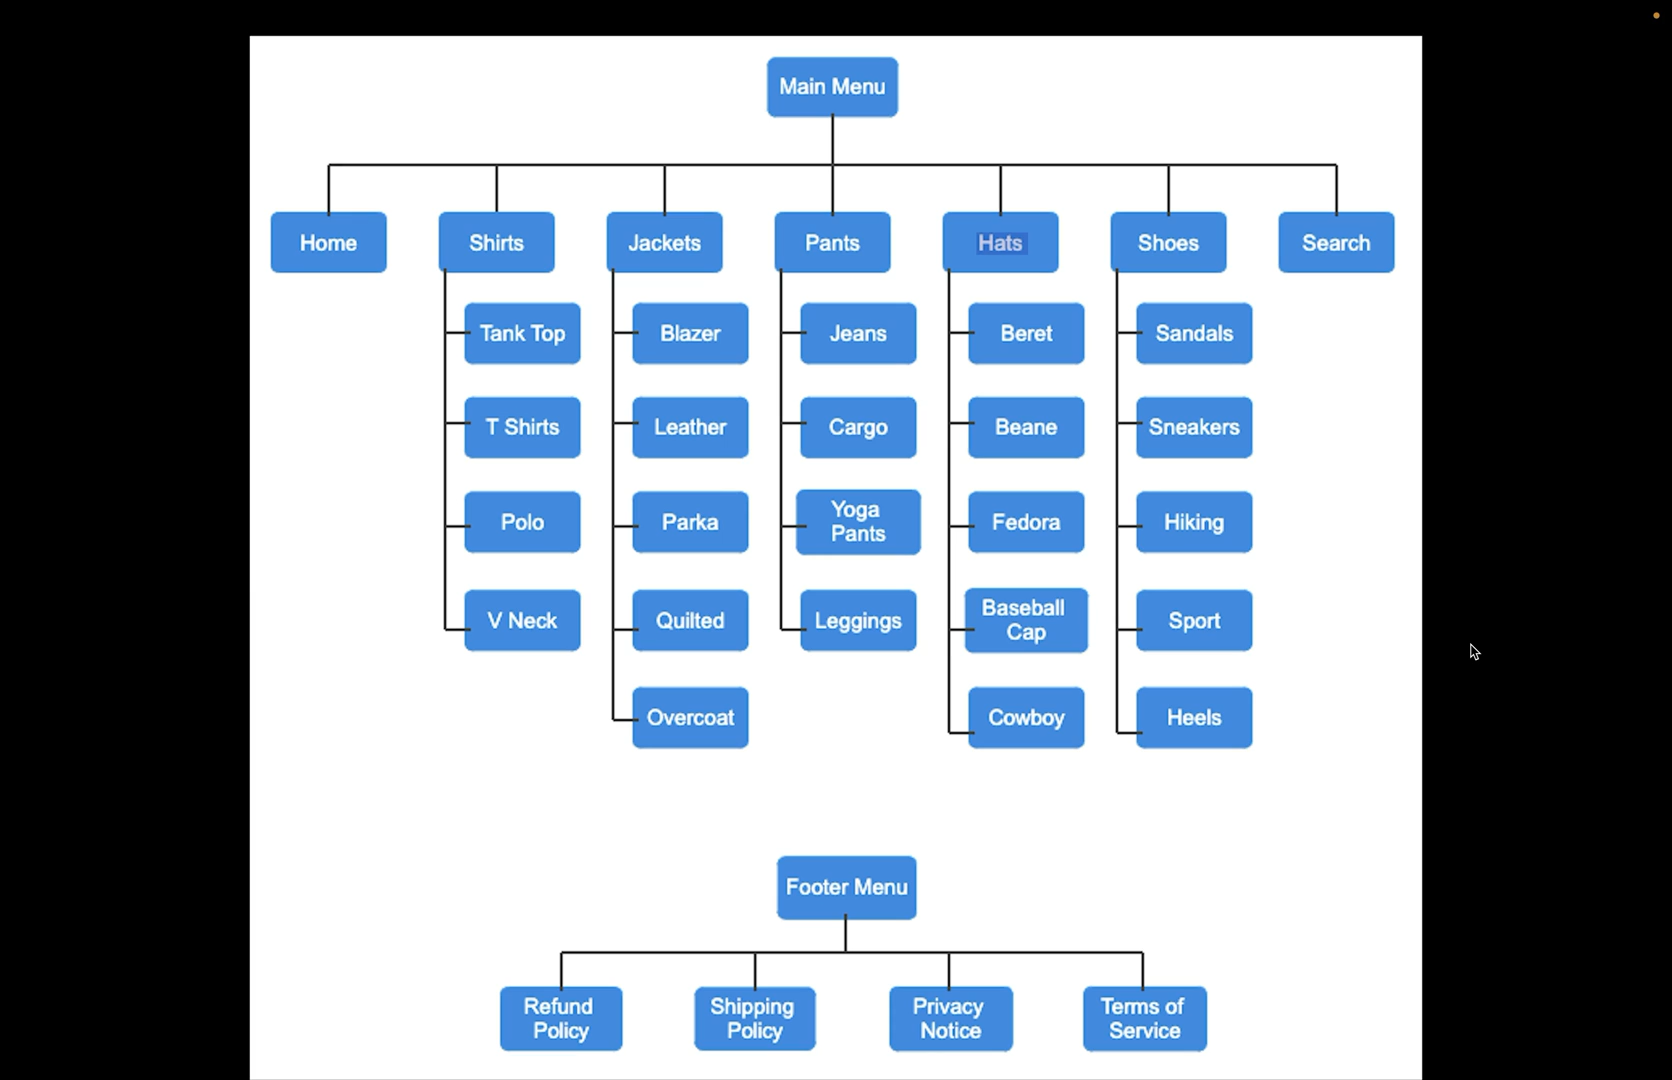 Main Menu
Home
Shirts
Jackets
Pants
Hats
Shoes
Search
Tank Top
Blazer
Jeans
Beret
Sandals
T Shirts
Leather
Cargo
Beane
Sneakers
Polo
Parka
Yoga
Pants
Fedora
Hiking
V Neck
Quilted
Leggings
Baseball
Cap
Sport
Overcoat
Cowboy
Heels
Footer Menu
Refund
Policy
Shipping
Policy
Privacy
Notice
Terms of
Service